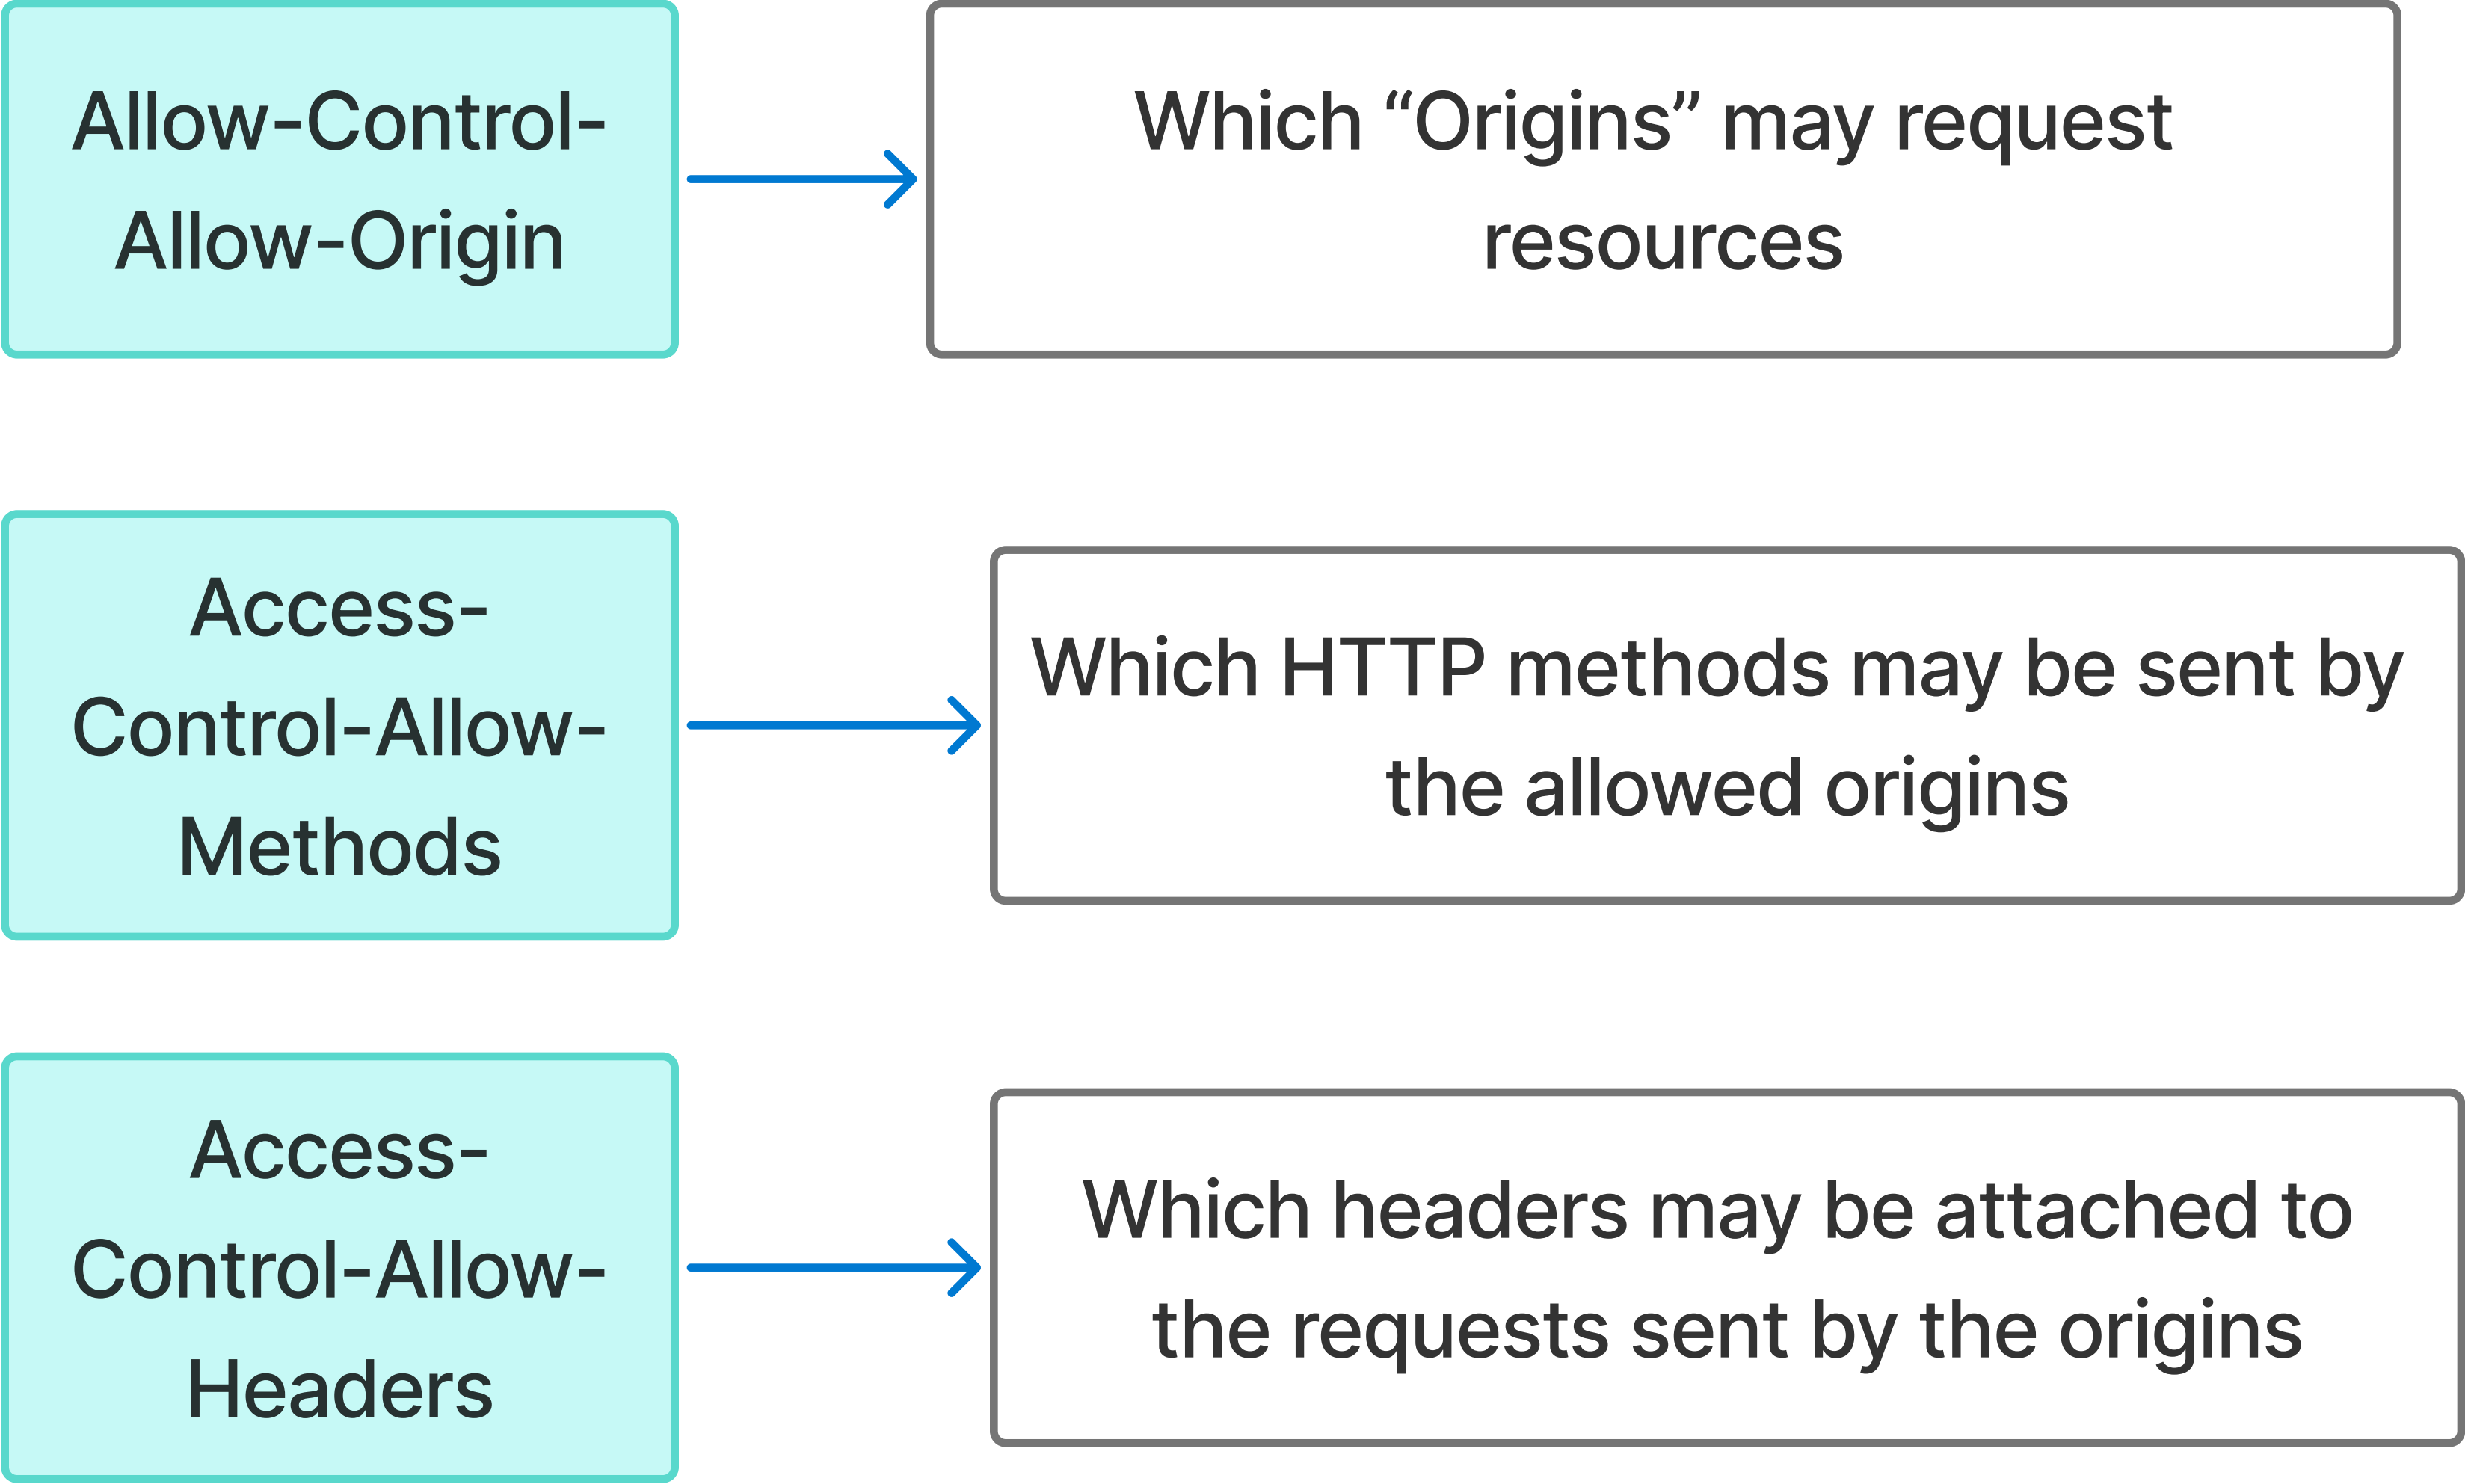 Allow-Control-
Allow-Origin
Which “Origins” may request
resources
Access-
Control-Allow-
Methods
Which HTTP methods may be sent by
the allowed origins
Access-
Control-Allow-
Headers
Which headers may be attached to
the requests sent by the origins